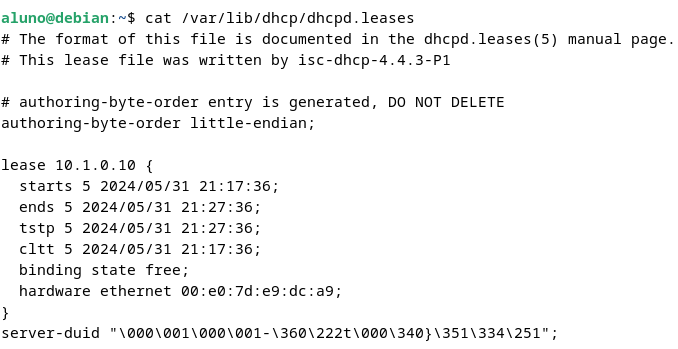 aluno@debian:~$ cat /var/lib/dhcp/dhcpd.leases
# The format of this file is documented in the dhcpd.leases(5) manual page.
# This lease file was written by isc-dhcp-4.4.3-P1

# authoring-byte-order entry is generated, DO NOT DELETE
authoring-byte-order little-endian;

lease 10.1.0.10 {
  starts 5 2024/05/31 21:17:36;
  ends 5 2024/05/31 21:27:36;
  tstp 5 2024/05/31 21:27:36;
  cltt 5 2024/05/31 21:17:36;
  binding state free;
  hardware ethernet 00:e0:7d:e9:dc:a9;
}
server-duid "\000\001\000\001-\360\222t\000\340}\351\334\251";